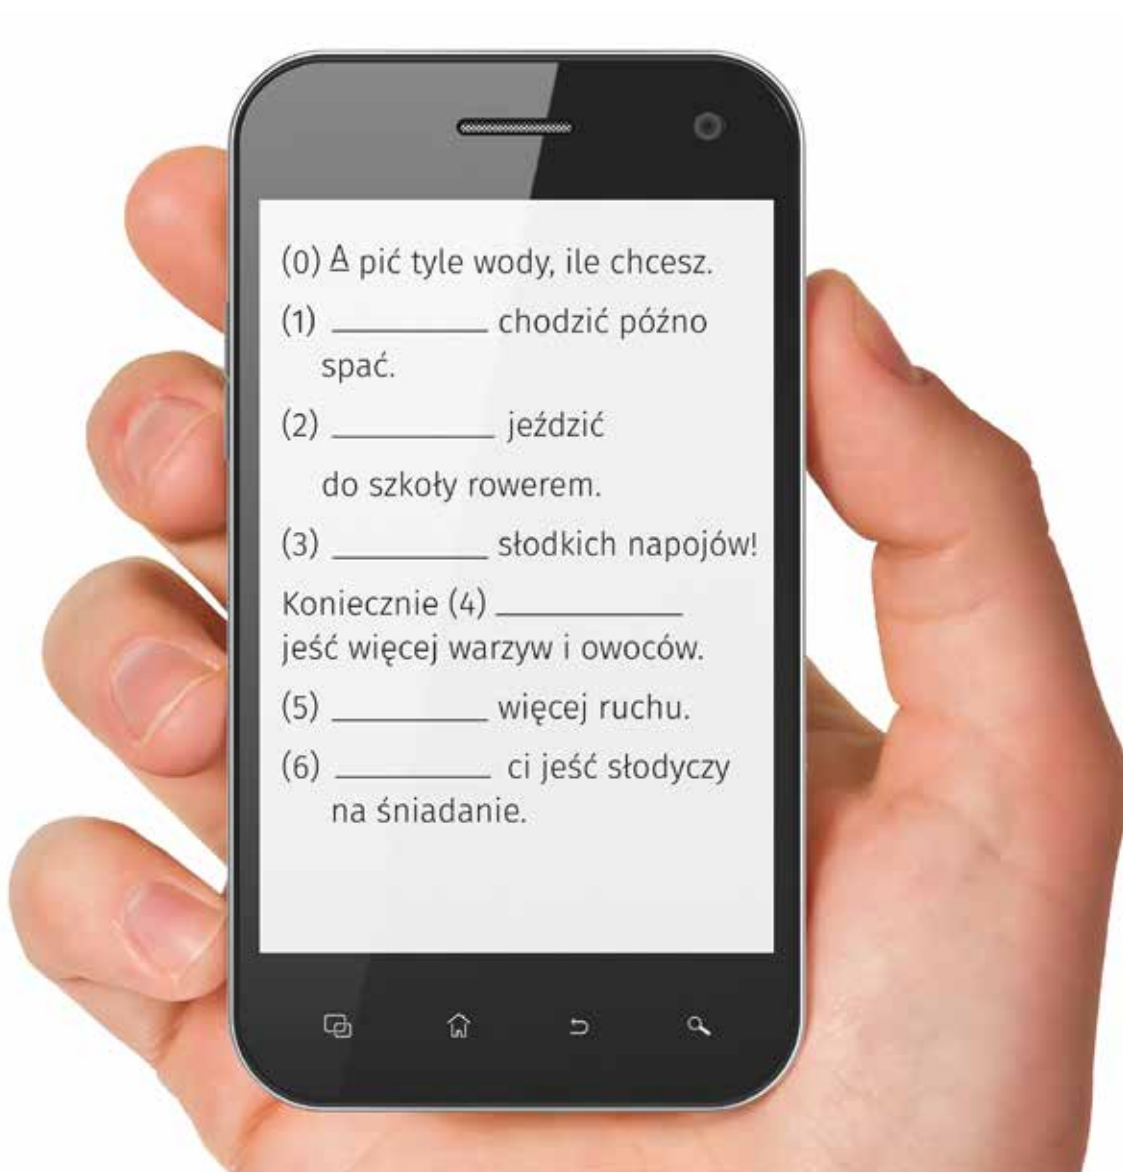 (0) A pić tyle wody, ile chcesz.
(1) __________ chodzić późno
spać.
(2) __________ jeździć
do szkoły rowerem.
(3) __________ słodkich napojów!
Koniecznie (4) ____________
jeść więcej warzyw i owoców.
(5) __________ więcej ruchu.
(6) __________ ci jeść słodyczy
na śniadanie.